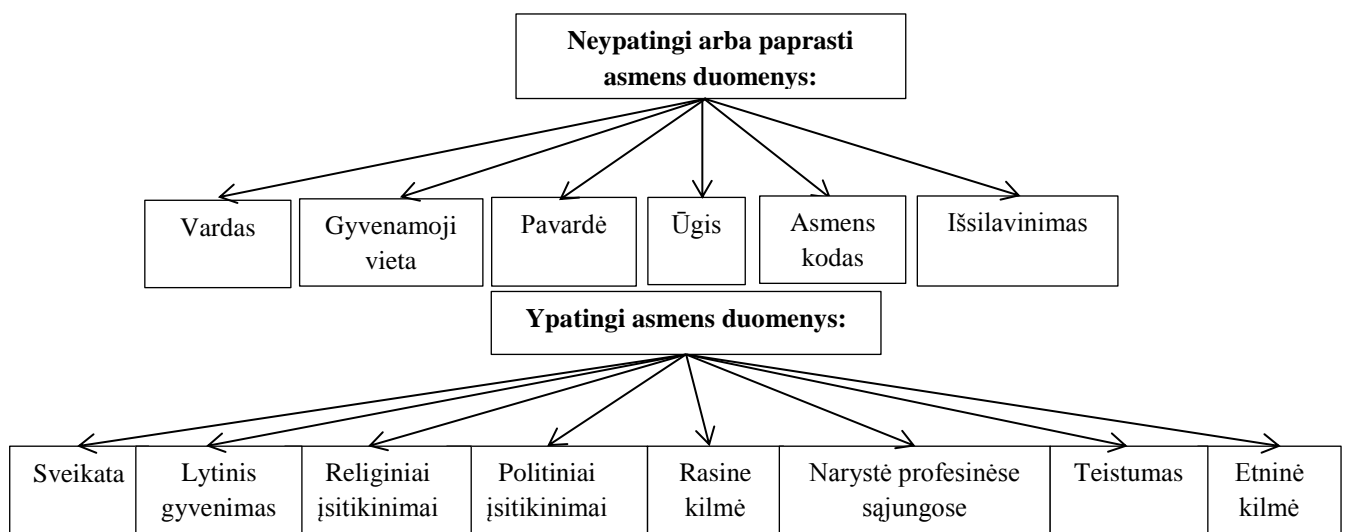 Neypatingi arba paprasti
asmens duomenys:
Vardas
Gyvenamoji
vieta
Pavardė
Ūgis
Asmens
kodas
Išsilavinimas
Ypatingi asmens duomenys:
Sveikata
Lytinis
gyvenimas
Religiniai
įsitikinimai
Politiniai
įsitikinimai
Rasine
kilmė
Narystė profesinėse
sąjungose
Teistumas
Etninė
kilmė